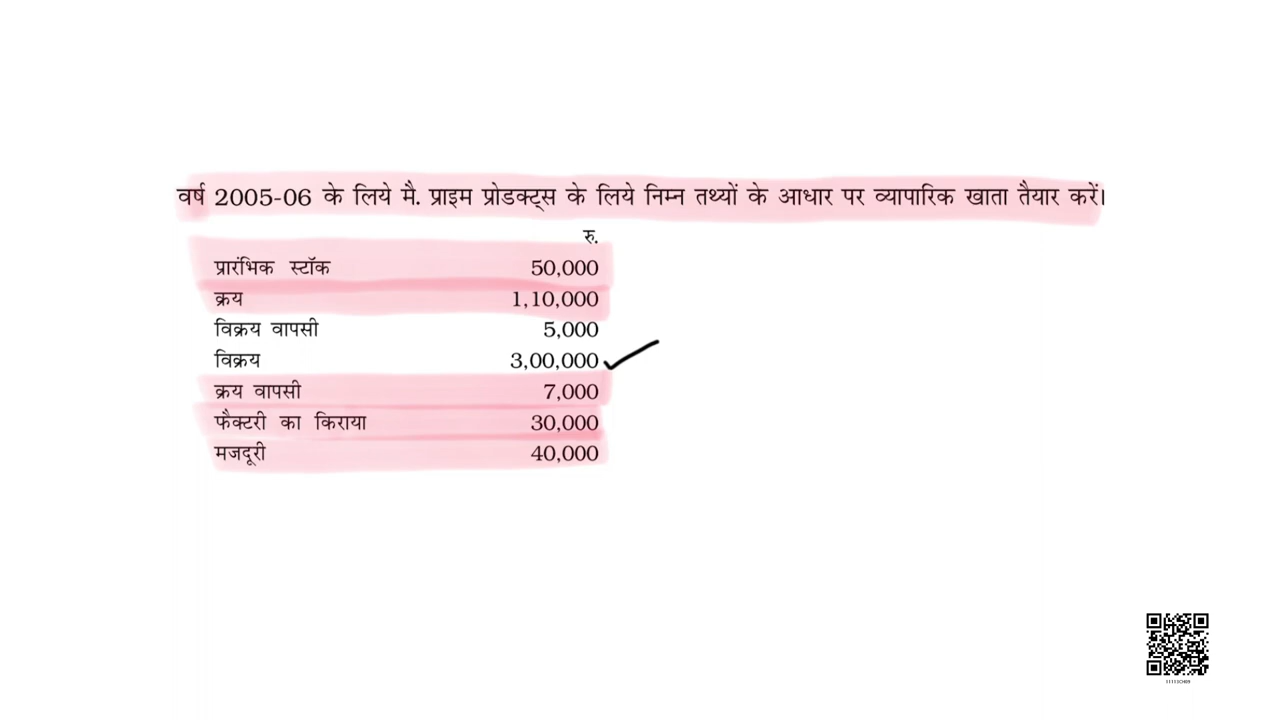 वर्ष 2005-06 के लिये मै. प्राइम प्रोडक्ट्स के लिये निम्न तथ्यों के आधार पर व्यापारिक खाता तैयार करें।
रु.
प्रारंभिक स्टॉक 50,000
क्रय 1,10,000
विक्रय वापसी 5,000
विक्रय 3,00,000
क्रय वापसी 7,000
फैक्टरी का किराया 30,000
मजदूरी 40,000